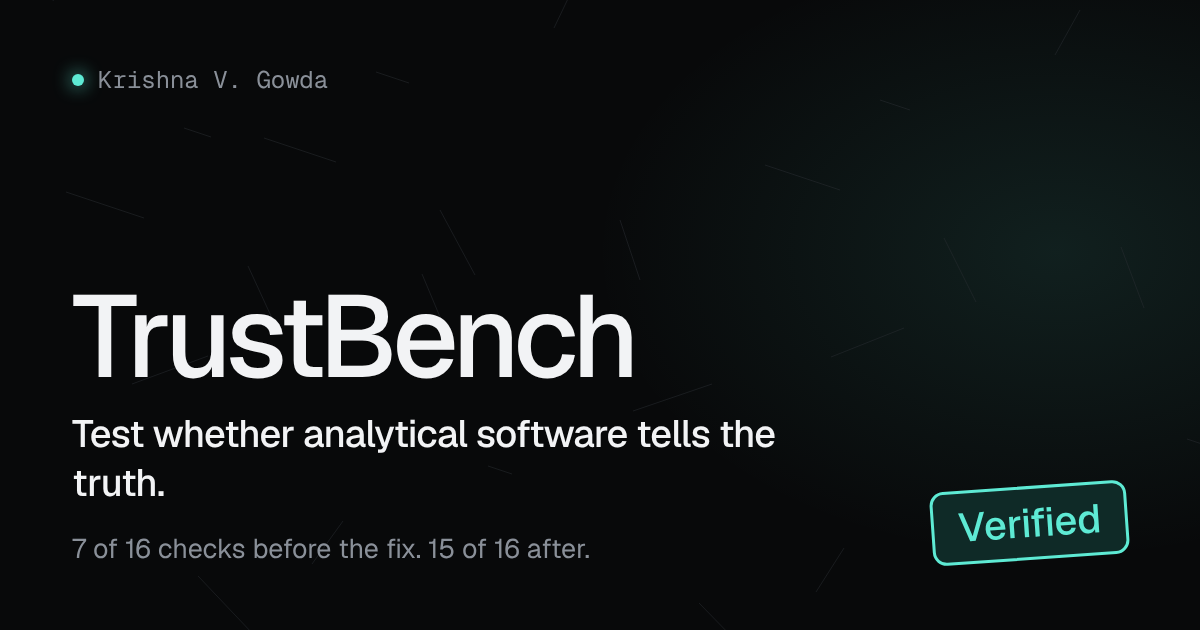 Krishna V. Gowda
TrustBench
Test whether analytical software tells the
truth.
7 of 16 checks before the fix. 15 of 16 after.
Verified